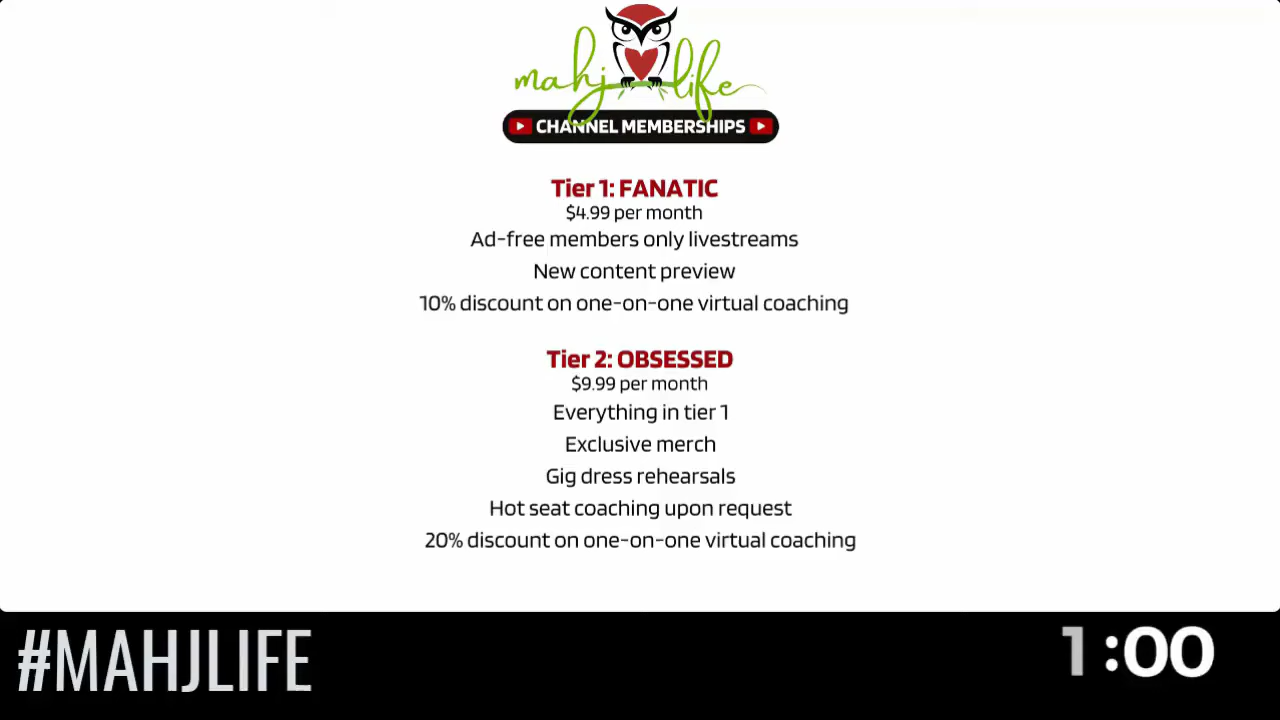 mahj life
CHANNEL MEMBERSHIPS
Tier 1: FANATIC
$4.99 per month
Ad-free members only livestreams
New content preview
10% discount on one-on-one virtual coaching
Tier 2: OBSESSED
$9.99 per month
Everything in tier 1
Exclusive merch
Gig dress rehearsals
Hot seat coaching upon request
20% discount on one-on-one virtual coaching
#MAHJLIFE
1:00